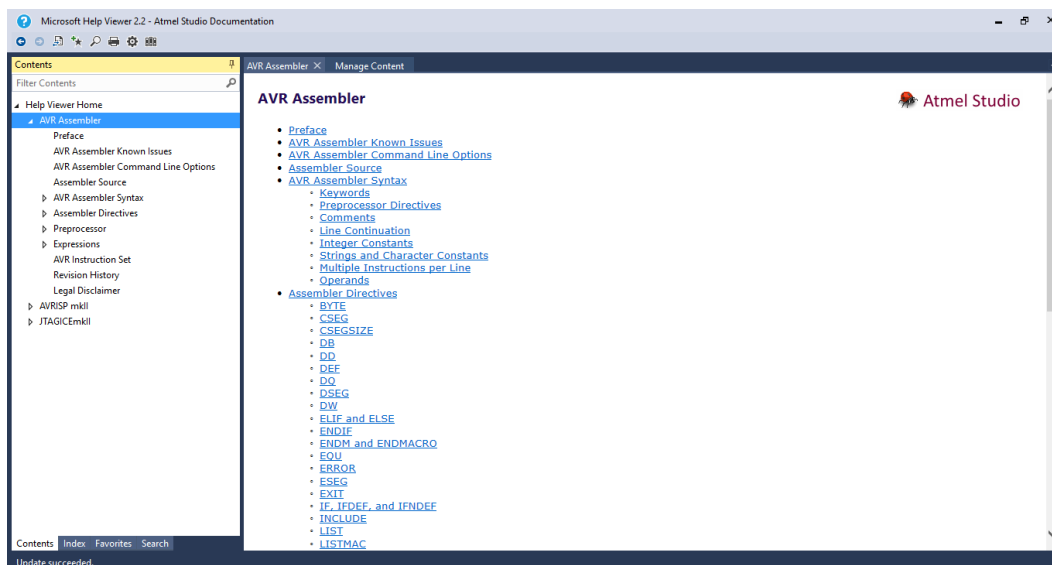 Microsoft Help Viewer 2.2 - Atmel Studio Documentation
Contents
Filter Contents
Help Viewer Home
AVR Assembler
Preface
AVR Assembler Known Issues
AVR Assembler Command Line Options
Assembler Source
AVR Assembler Syntax
Assembler Directives
Preprocessor
Expressions
AVR Instruction Set
Revision History
Legal Disclaimer
AVRISP mkII
JTAGICEmkII
Contents Index Favorites Search
Update succeeded.
AVR Assembler Manage Content
AVR Assembler
Atmel Studio
Preface
AVR Assembler Known Issues
AVR Assembler Command Line Options
Assembler Source
AVR Assembler Syntax
Keywords
Preprocessor Directives
Comments
Line Continuation
Integer Constants
Strings and Character Constants
Multiple Instructions per Line
Operands
Assembler Directives
BYTE
CSEG
CSEGSIZE
DB
DD
DEF
DQ
DSEG
DW
ELIF and ELSE
ENDIF
ENDM and ENDMACRO
EQU
ERROR
ESEG
EXIT
IF, IFDEF, and IFNDEF
INCLUDE
LIST
LISTMAC